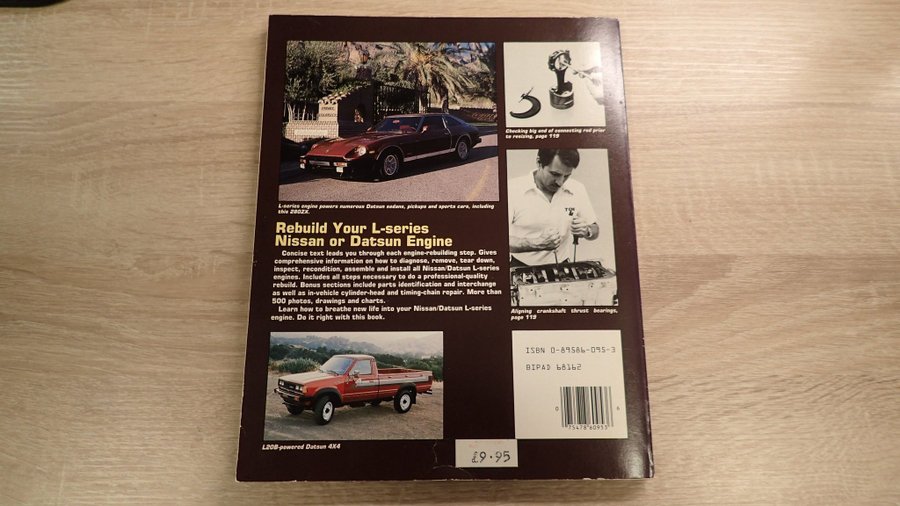 L-series engine powers numerous Datsun sedans, pickups and sports cars, including
this 280ZX.
Checking big end of connecting rod prior
to resizing, page 119
Rebuild Your L-series
Nissan or Datsun Engine
Concise text leads you through each engine-rebuilding step. Gives
comprehensive information on how to diagnose, remove, tear down,
inspect, recondition, assemble and install all Nissan/Datsun L-series
engines. Includes all steps necessary to do a professional-quality
rebuild. Bonus sections include parts identification and interchange
as well as in-vehicle cylinder-head and timing-chain repair. More than
500 photos, drawings and charts.
Learn how to breathe new life into your Nissan/Datsun L-series
engine. Do it right with this book.
Aligning crankshaft thrust bearings,
page 119
ISBN 0-89586-095-3
BIPAD 68162
0 75478 60953 6
L20B-powered Datsun 4X4
£9.95